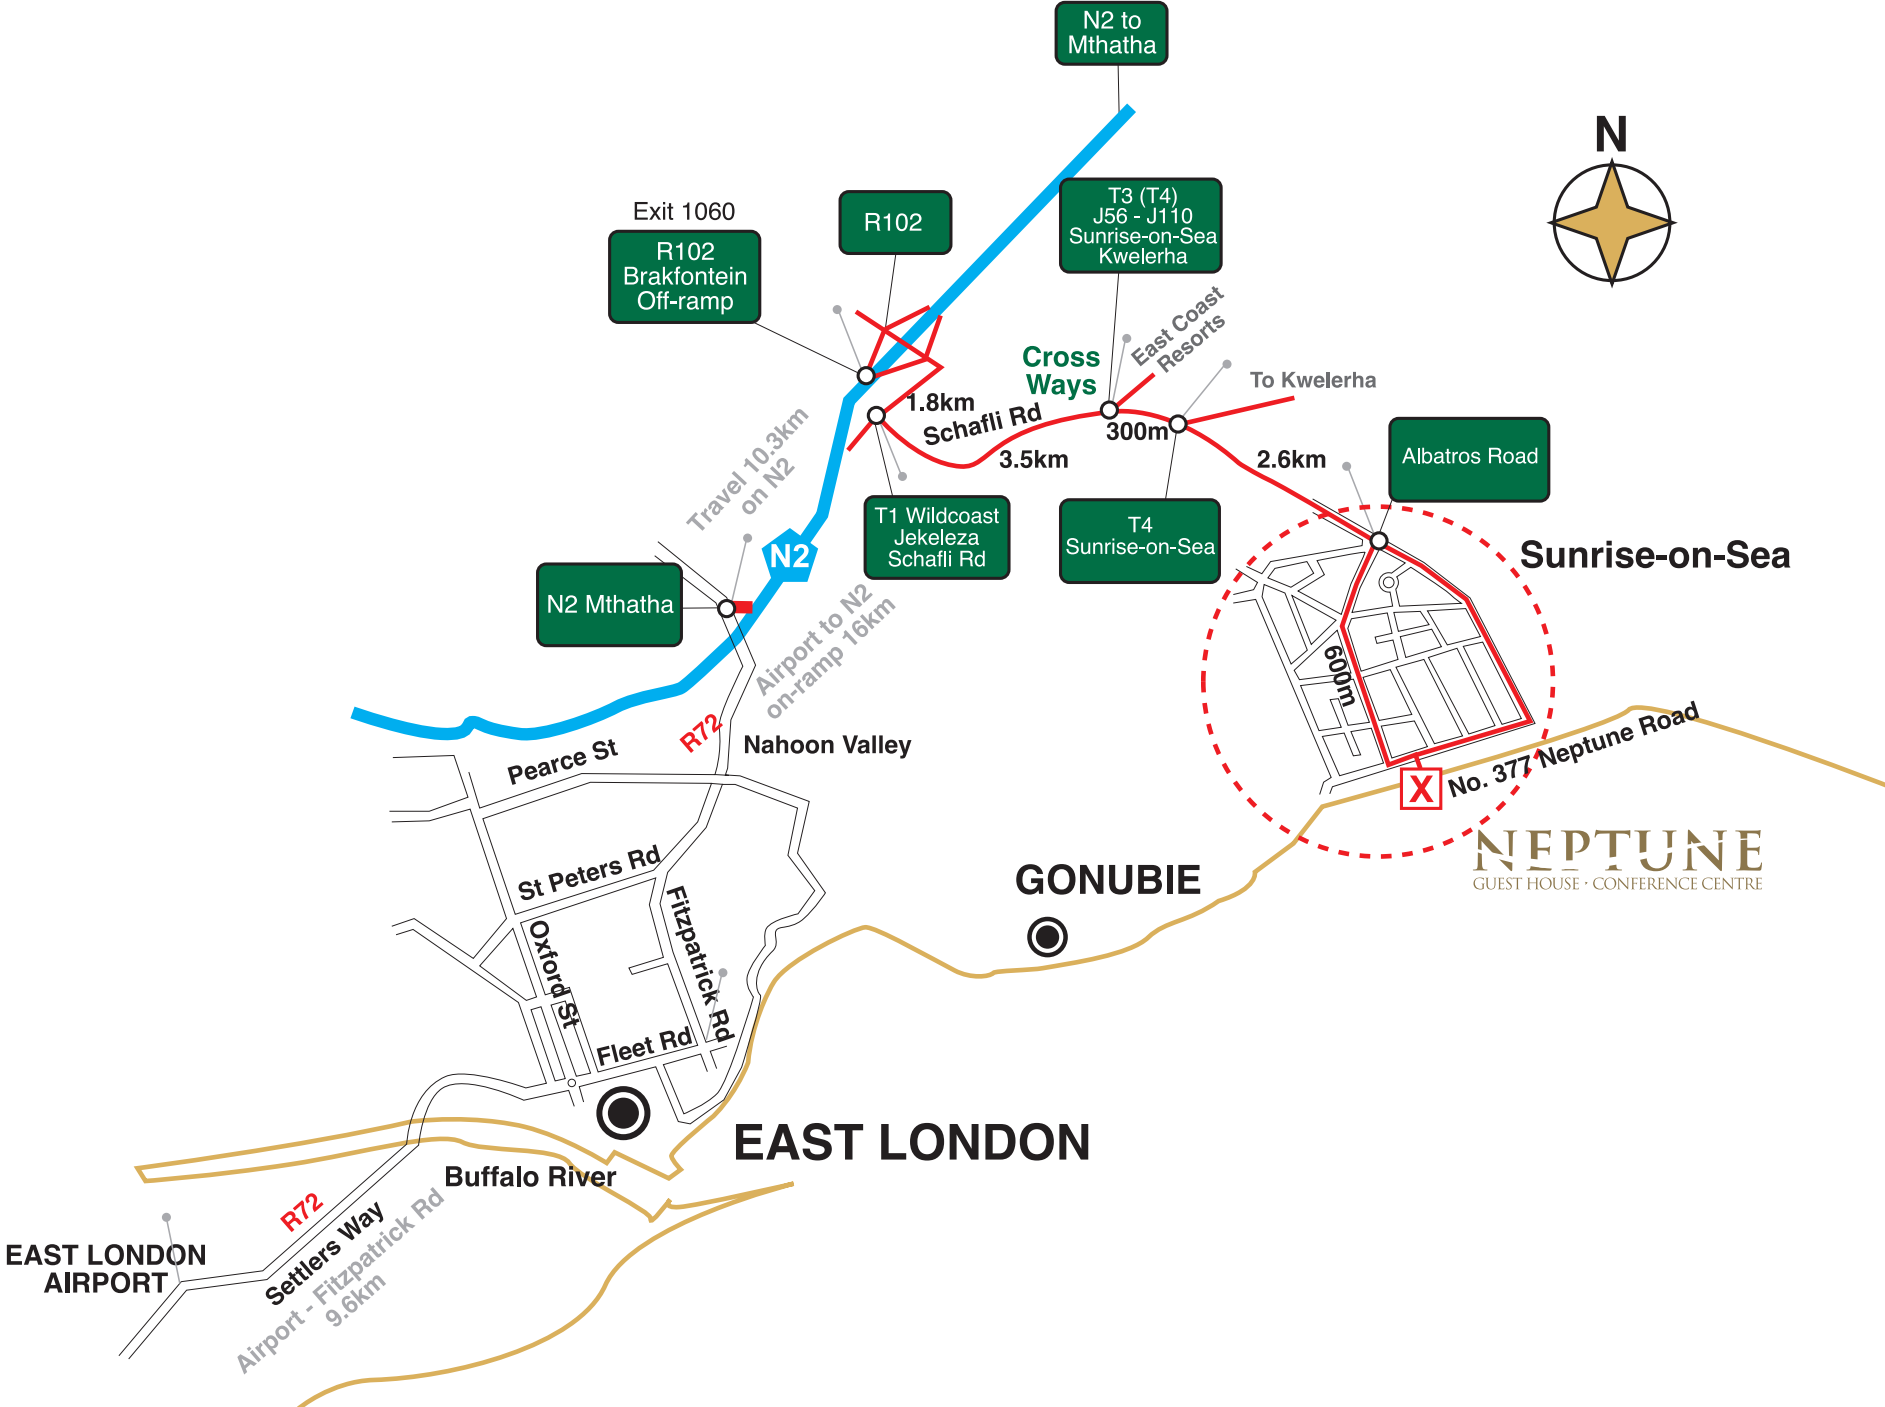 N2 to
Mthatha
N
Exit 1060
R102
Brakfontein
Off-ramp
R102
T3 (T4)
J56 - J110
Sunrise-on-Sea
Kwelerha
East Coast
Resorts
Cross
Ways
To Kwelerha
1.8km
Schafli Rd
300m
3.5km
2.6km
Albatros Road
Travel 10.3km
on N2
T1 Wildcoast
Jekeleza
Schafli Rd
T4
Sunrise-on-Sea
Sunrise-on-Sea
N2
N2 Mthatha
Airport to N2
on-ramp 16km
600m
R72
Nahoon Valley
Pearce St
No. 377 Neptune Road
X
NEPTUNE
GUEST HOUSE · CONFERENCE CENTRE
St Peters Rd
GONUBIE
Oxford St
Fitzpatrick Rd
Fleet Rd
EAST LONDON
Buffalo River
R72
Settlers Way
EAST LONDON
AIRPORT
Airport - Fitzpatrick Rd
9.6km